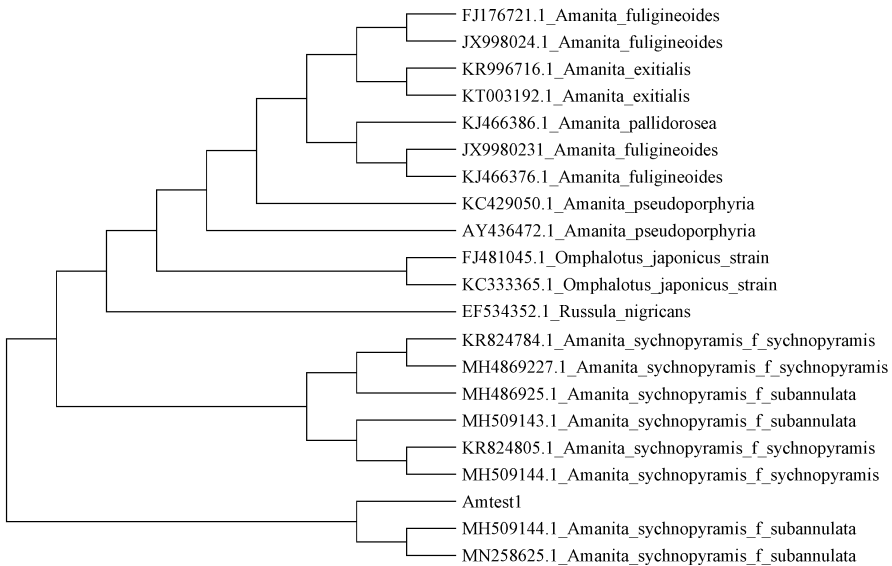 FJ176721.1_Amanita_fuligineoides
JX998024.1_Amanita_fuligineoides
KR996716.1_Amanita_exitialis
KT003192.1_Amanita_exitialis
KJ466386.1_Amanita_pallidorosea
JX9980231_Amanita_fuligineoides
KJ466376.1_Amanita_fuligineoides
KC429050.1_Amanita_pseudoporphyria
AY436472.1_Amanita_pseudoporphyria
FJ481045.1_Omphalotus_japonicus_strain
KC333365.1_Omphalotus_japonicus_strain
EF534352.1_Russula_nigricans
KR824784.1_Amanita_sychnopyramis_f_sychnopyramis
MH4869227.1_Amanita_sychnopyramis_f_sychnopyramis
MH486925.1_Amanita_sychnopyramis_f_subannulata
MH509143.1_Amanita_sychnopyramis_f_subannulata
KR824805.1_Amanita_sychnopyramis_f_sychnopyramis
MH509144.1_Amanita_sychnopyramis_f_sychnopyramis
Amtest1
MH509144.1_Amanita_sychnopyramis_f_subannulata
MN258625.1_Amanita_sychnopyramis_f_subannulata